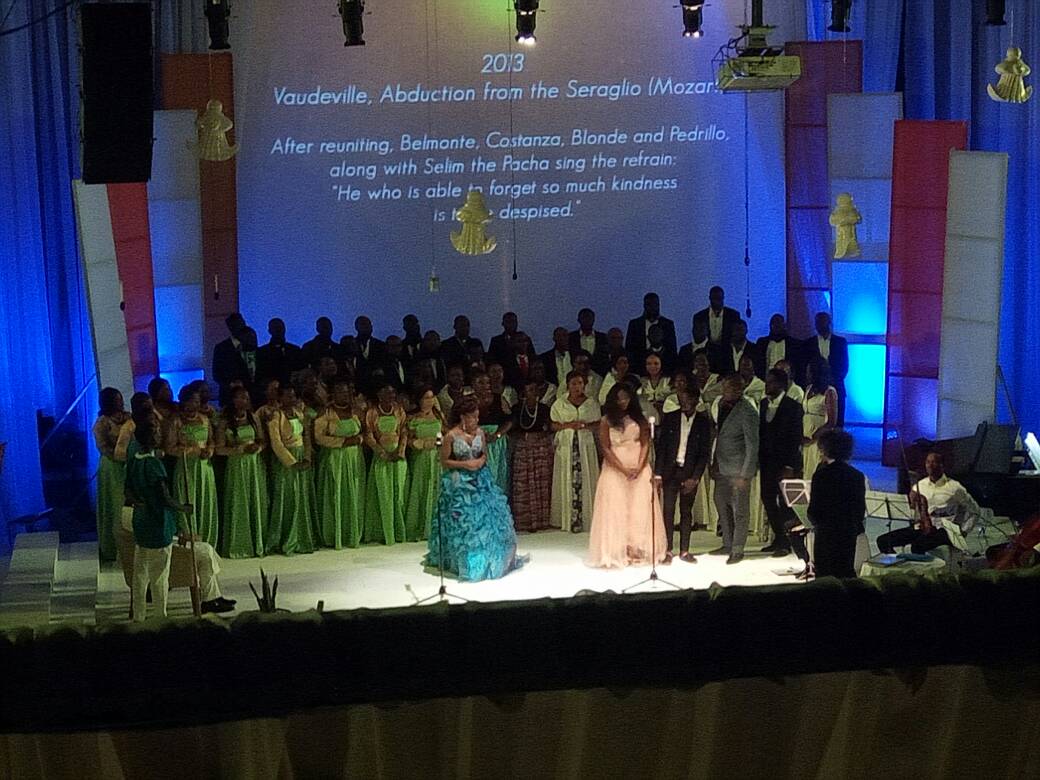 2013
Vaudeville, Abduction from the Seraglio (Mozar
After reuniting, Belmonte, Costanza, Blonde and Pedrillo,
along with Selim the Pacha sing the refrain:
"He who is able to forget so much kindness
is despised."